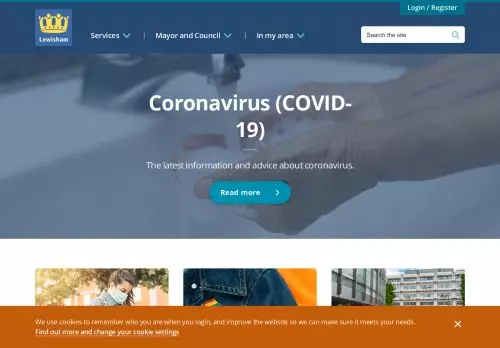 Login / Register
Lewisham
Services
Mayor and Council
In my area
Search the site
Coronavirus (COVID-
19)
The latest information and advice about coronavirus.
Read more
We use cookies to remember who you are when you login, and improve the website so we can make sure it meets your needs.
Find out more and change your cookie settings